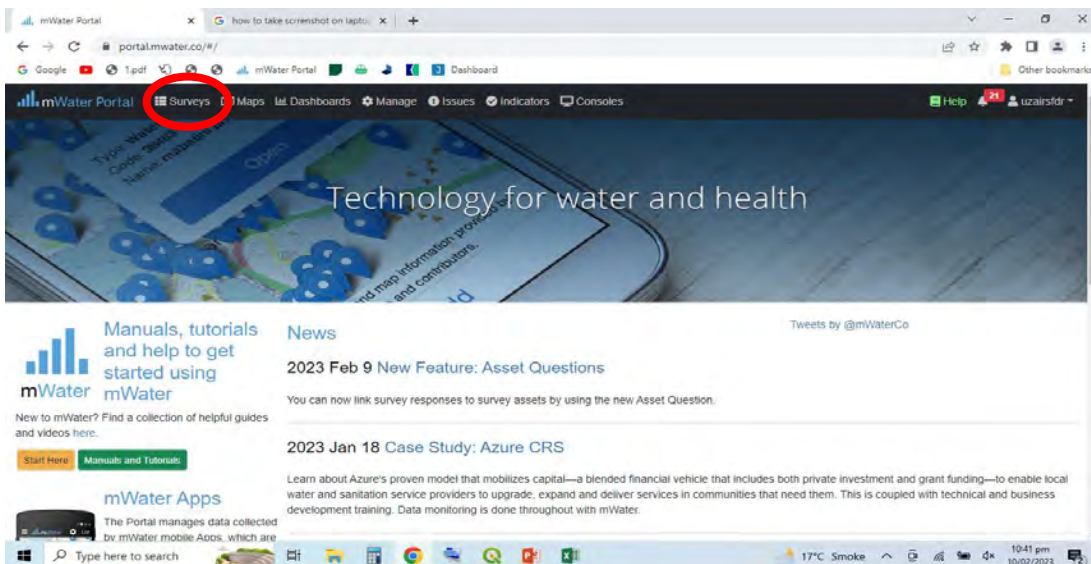 mWater Portal
how to take scrrenshot on lapto
portal.mwater.co/#/
Google
1.pdf
mWater Portal
Dashboard
Other bookmarks
mWater Portal Surveys Maps Dashboards Manage Issues Indicators Consoles
Help 21 uzairsfdr
Open
Technology for water and health
map information
and contributors.
Manuals, tutorials
and help to get
started using
mWater
mWater
New to mWater? Find a collection of helpful guides
and videos here.
Start Here Manuals and Tutorials
mWater Apps
The Portal manages data collected
by mWater mobile Apps, which are
News
2023 Feb 9 New Feature: Asset Questions
You can now link survey responses to survey assets by using the new Asset Question.
2023 Jan 18 Case Study: Azure CRS
Learn about Azure's proven model that mobilizes capital—a blended financial vehicle that includes both private investment and grant funding—to enable local
water and sanitation service providers to upgrade, expand and deliver services in communities that need them. This is coupled with technical and business
development training. Data monitoring is done throughout with mWater.
Tweets by @mWaterCo
Type here to search
17°C Smoke
10:41 pm
10/02/2023